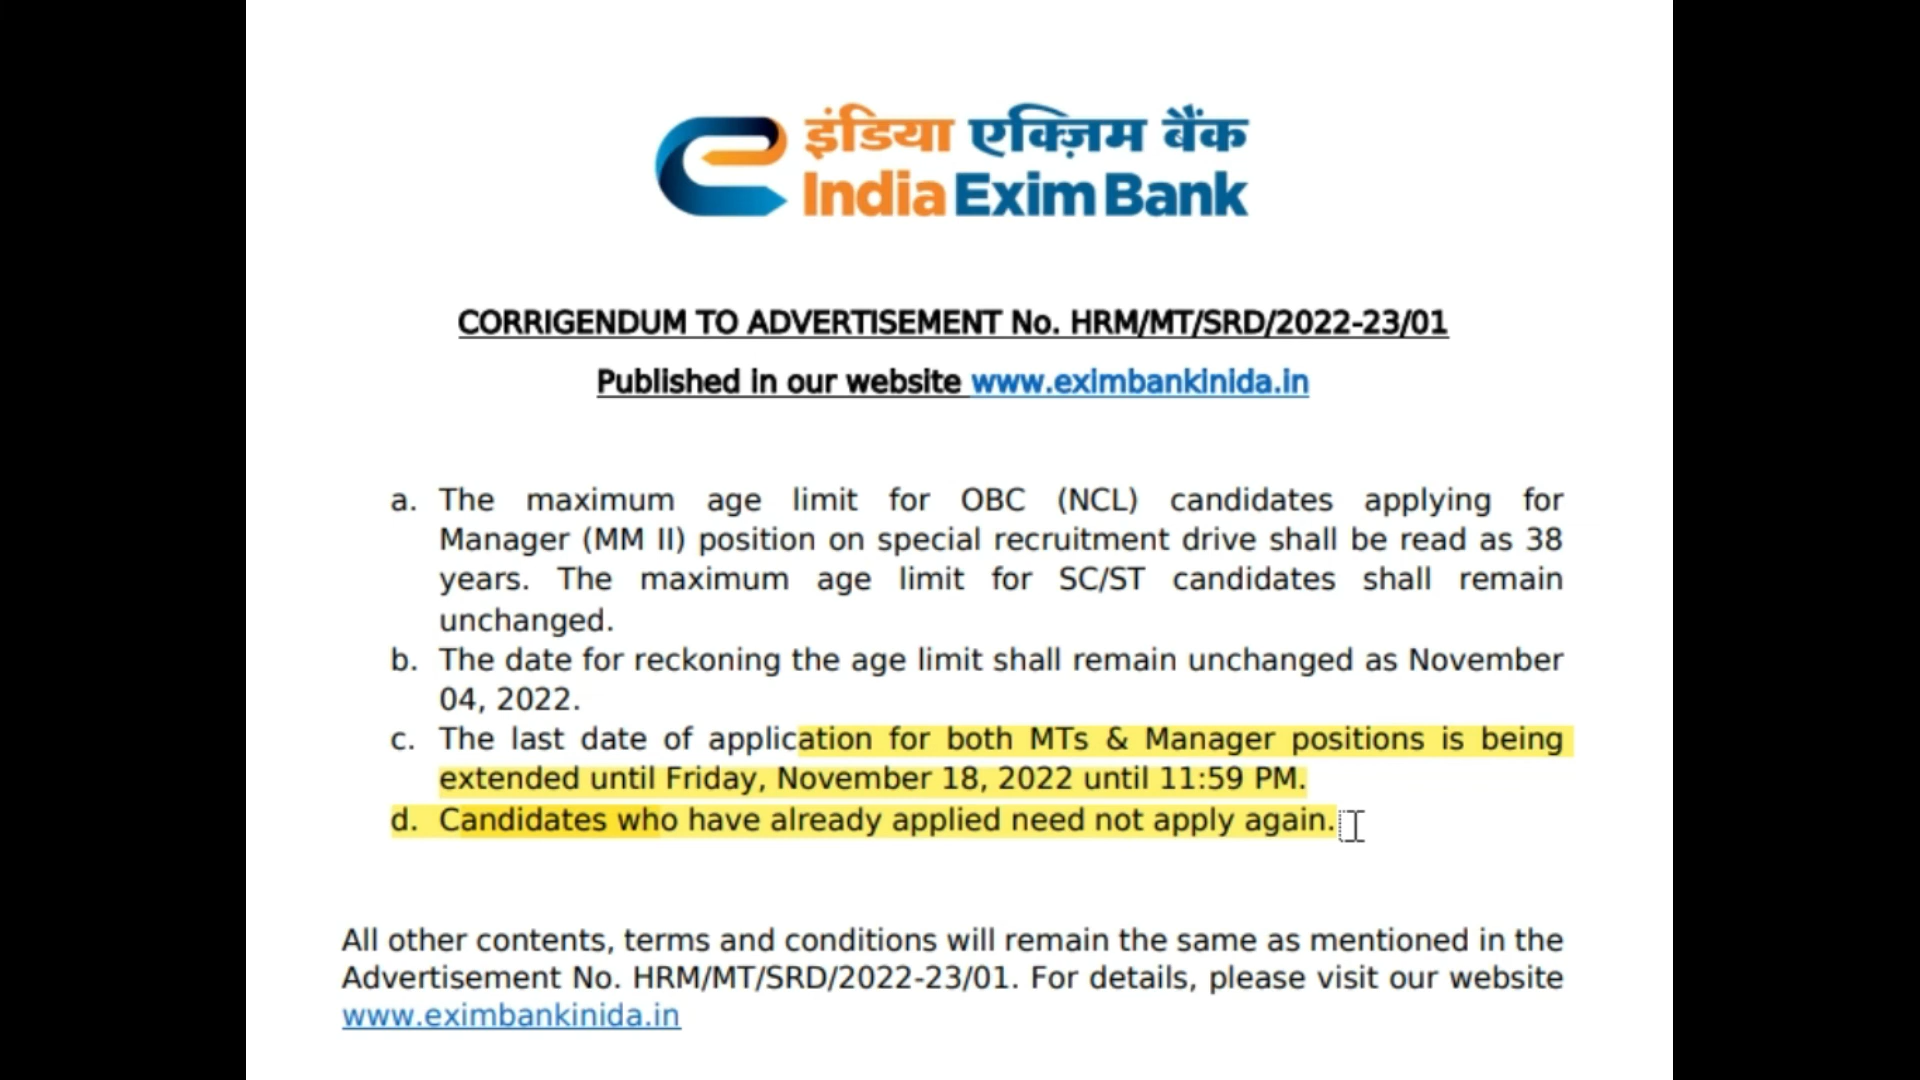 इंडिया एक्ज़िम बैंक
India Exim Bank
CORRIGENDUM TO ADVERTISEMENT No. HRM/MT/SRD/2022-23/01
Published in our website www.eximbankinida.in
a. The maximum age limit for OBC (NCL) candidates applying for
Manager (MM II) position on special recruitment drive shall be read as 38
years. The maximum age limit for SC/ST candidates shall remain
unchanged.
b. The date for reckoning the age limit shall remain unchanged as November
04, 2022.
c. The last date of application for both MTs & Manager positions is being
extended until Friday, November 18, 2022 until 11:59 PM.
d. Candidates who have already applied need not apply again.
All other contents, terms and conditions will remain the same as mentioned in the
Advertisement No. HRM/MT/SRD/2022-23/01. For details, please visit our website
www.eximbankinida.in